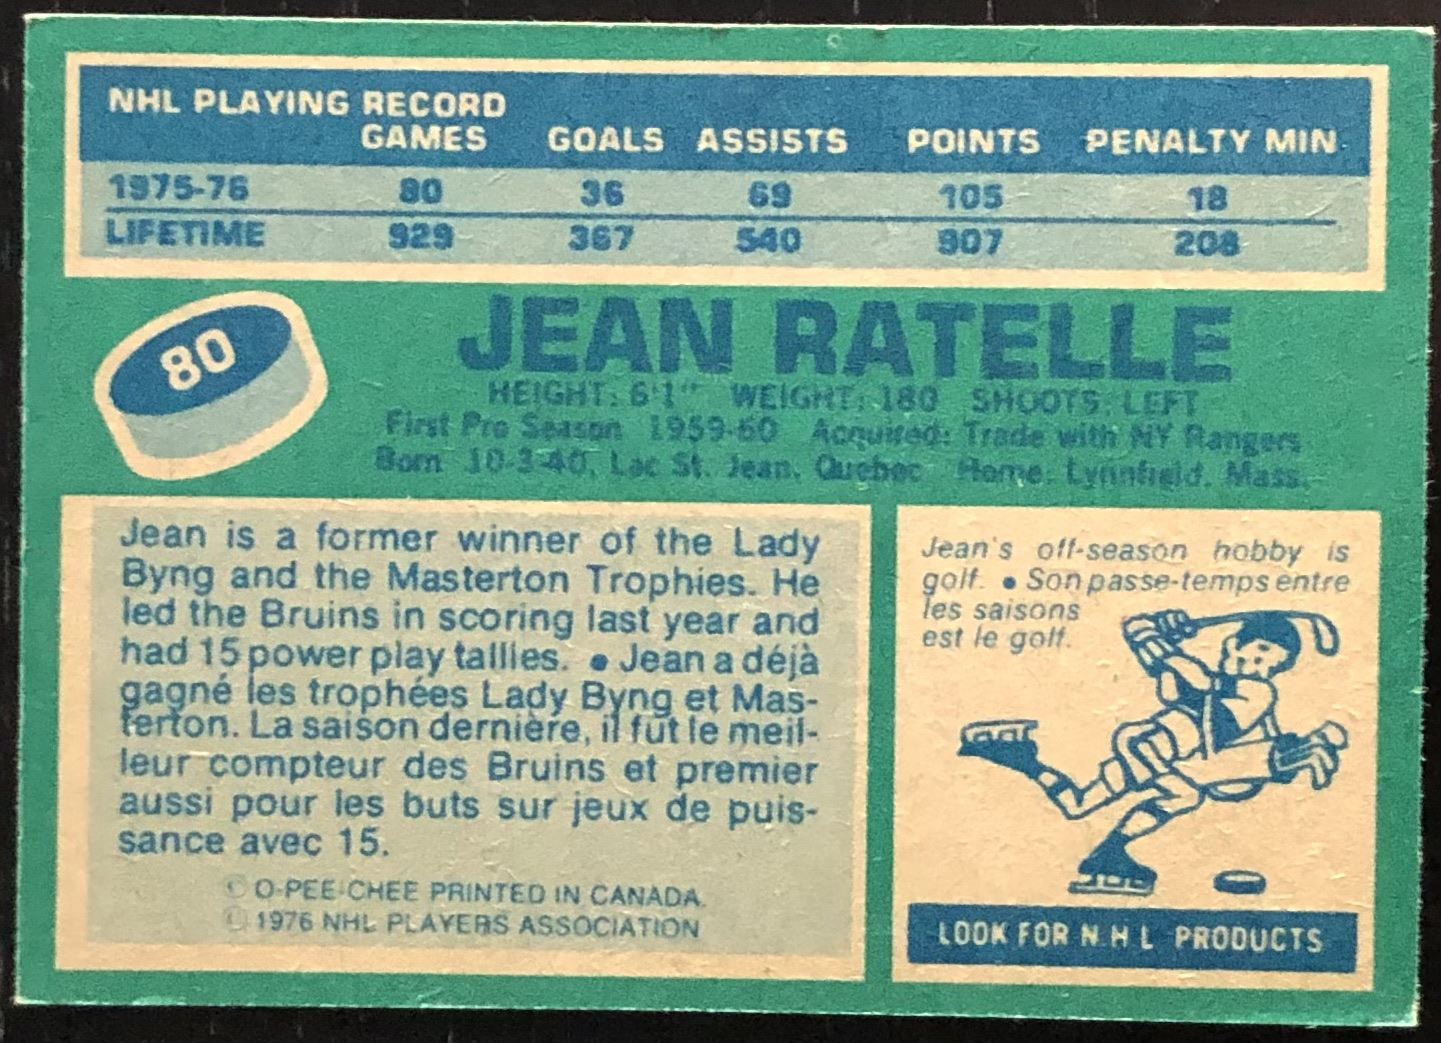 NHL PLAYING RECORD
GAMES GOALS ASSISTS POINTS PENALTY MIN.
1975-76 80 36 69 105 18
LIFETIME 929 367 540 907 208
80
JEAN RATELLE
HEIGHT: 6'1" WEIGHT: 180 SHOOTS: LEFT
First Pro Season 1959-60 Acquired: Trade with NY Rangers
Born 10-3-40, Lac St. Jean, Quebec Home: Lynnfield, Mass.
Jean is a former winner of the Lady
Byng and the Masterton Trophies. He
led the Bruins in scoring last year and
had 15 power play tallies. • Jean a déjà
gagné les trophées Lady Byng et Mas-
terton. La saison dernière, il fut le meil-
leur compteur des Bruins et premier
aussi pour les buts sur jeux de puis-
sance avec 15.
© O-PEE-CHEE PRINTED IN CANADA.
© 1976 NHL PLAYERS ASSOCIATION
Jean's off-season hobby is
golf. • Son passe-temps entre
les saisons
est le golf.
LOOK FOR N H L PRODUCTS